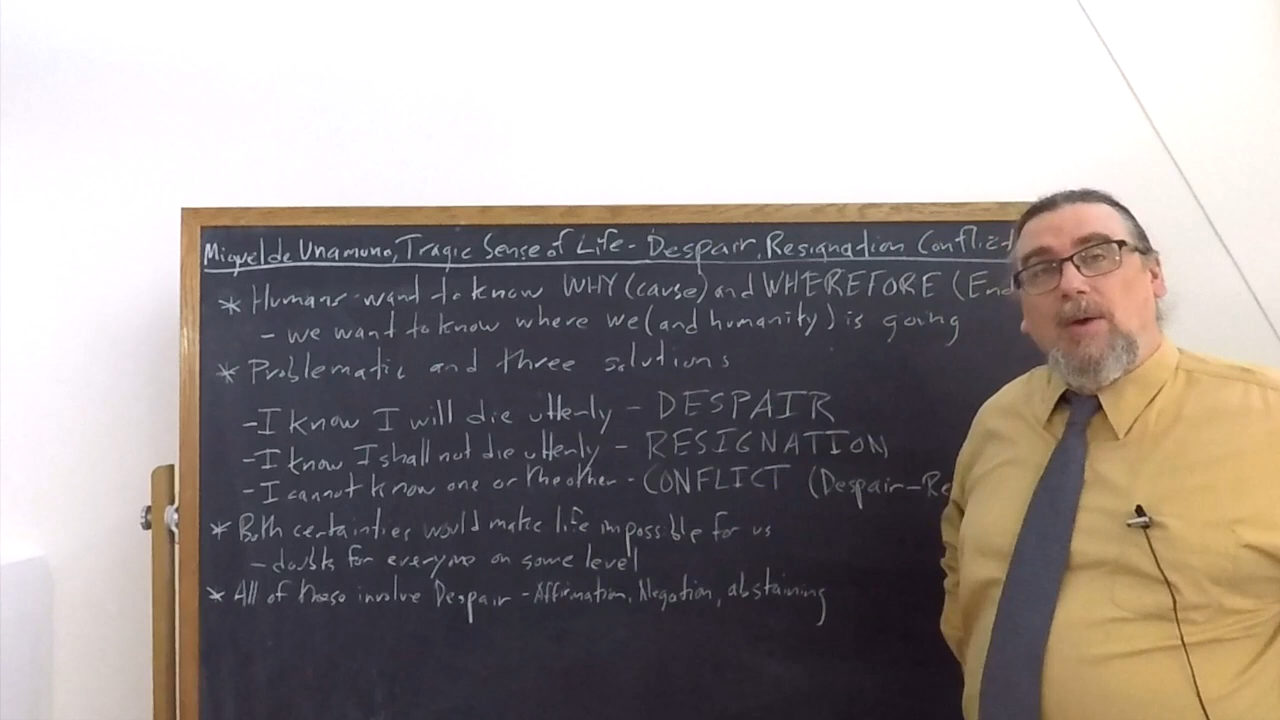 Miguel de Unamuno, Tragic Sense of Life - Despair, Resignation Conflict
* Humans want to know WHY (cause) and WHEREFORE (End
- we want to know where we (and humanity) is going
* Problematic and three solutions
- I know I will die utterly - DESPAIR
- I know I shall not die utterly - RESIGNATION
- I cannot know one or the other - CONFLICT (Despair-Re
* Both certainties would make life impossible for us
- doubts for everyone on some level
* All of these involve Despair - Affirmation, Negation, abstaining